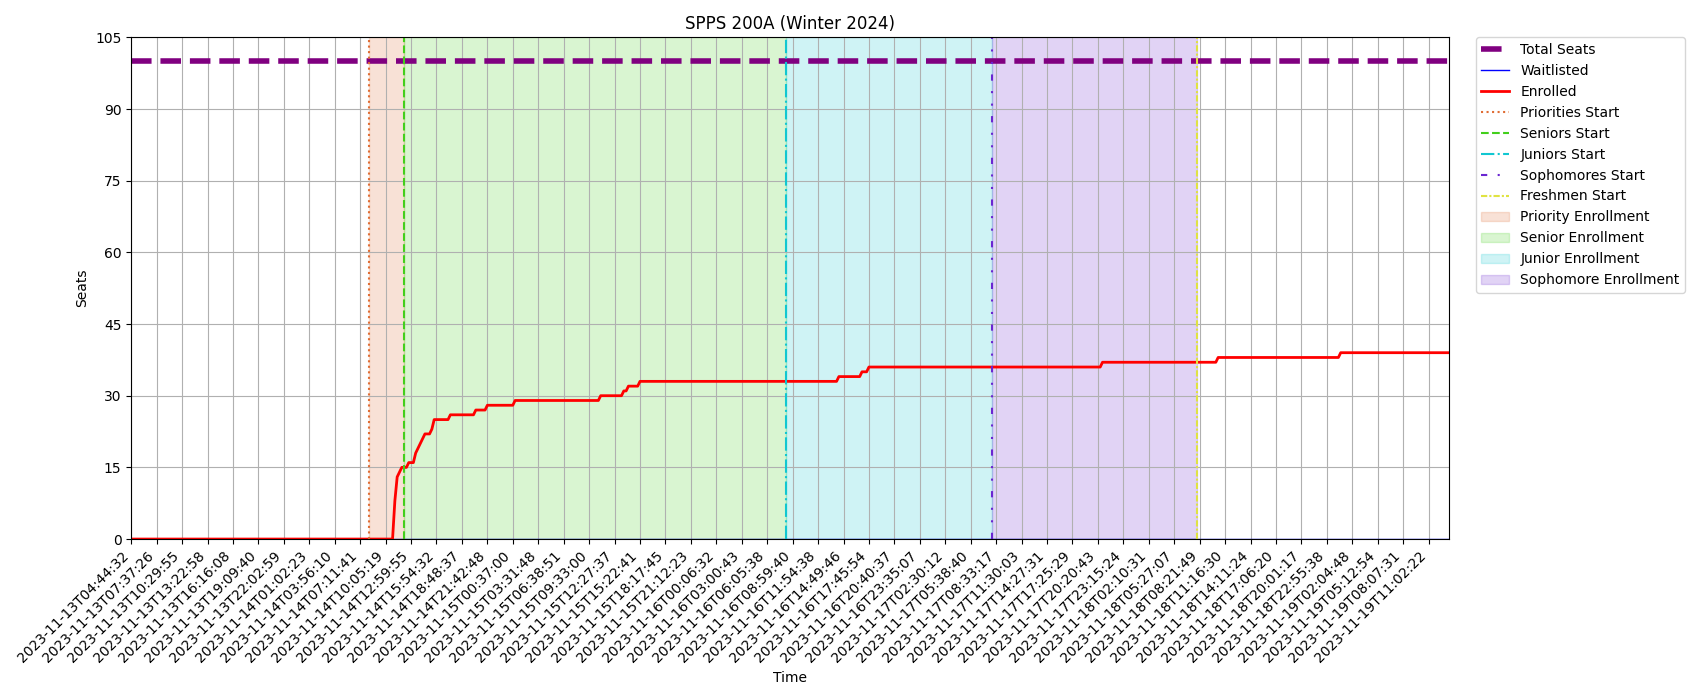 SPPS 200A (Winter 2024)
105
90
75
60
45
30
15
0
Seats
2023-11-13T04:44:32
2023-11-13T07:37:26
2023-11-13T10:29:55
2023-11-13T13:22:58
2023-11-13T16:16:08
2023-11-13T19:09:40
2023-11-13T22:02:59
2023-11-14T01:02:23
2023-11-14T03:56:10
2023-11-14T07:11:41
2023-11-14T10:05:19
2023-11-14T12:59:55
2023-11-14T15:54:32
2023-11-14T18:48:37
2023-11-14T21:42:48
2023-11-15T00:37:00
2023-11-15T03:31:48
2023-11-15T06:38:51
2023-11-15T09:33:00
2023-11-15T12:27:37
2023-11-15T15:22:41
2023-11-15T18:17:45
2023-11-15T21:12:23
2023-11-16T00:06:32
2023-11-16T03:00:43
2023-11-16T06:05:38
2023-11-16T08:59:40
2023-11-16T11:54:38
2023-11-16T14:49:46
2023-11-16T17:45:54
2023-11-16T20:40:37
2023-11-16T23:35:07
2023-11-17T02:30:12
2023-11-17T05:38:40
2023-11-17T08:33:17
2023-11-17T11:30:03
2023-11-17T14:27:31
2023-11-17T17:25:29
2023-11-17T20:20:43
2023-11-17T23:15:24
2023-11-18T02:10:31
2023-11-18T05:27:07
2023-11-18T08:21:49
2023-11-18T11:16:30
2023-11-18T14:11:24
2023-11-18T17:06:20
2023-11-18T20:01:17
2023-11-18T22:55:38
2023-11-19T02:04:48
2023-11-19T05:12:54
2023-11-19T08:07:31
2023-11-19T11:02:22
Time
Total Seats
Waitlisted
Enrolled
Priorities Start
Seniors Start
Juniors Start
Sophomores Start
Freshmen Start
Priority Enrollment
Senior Enrollment
Junior Enrollment
Sophomore Enrollment